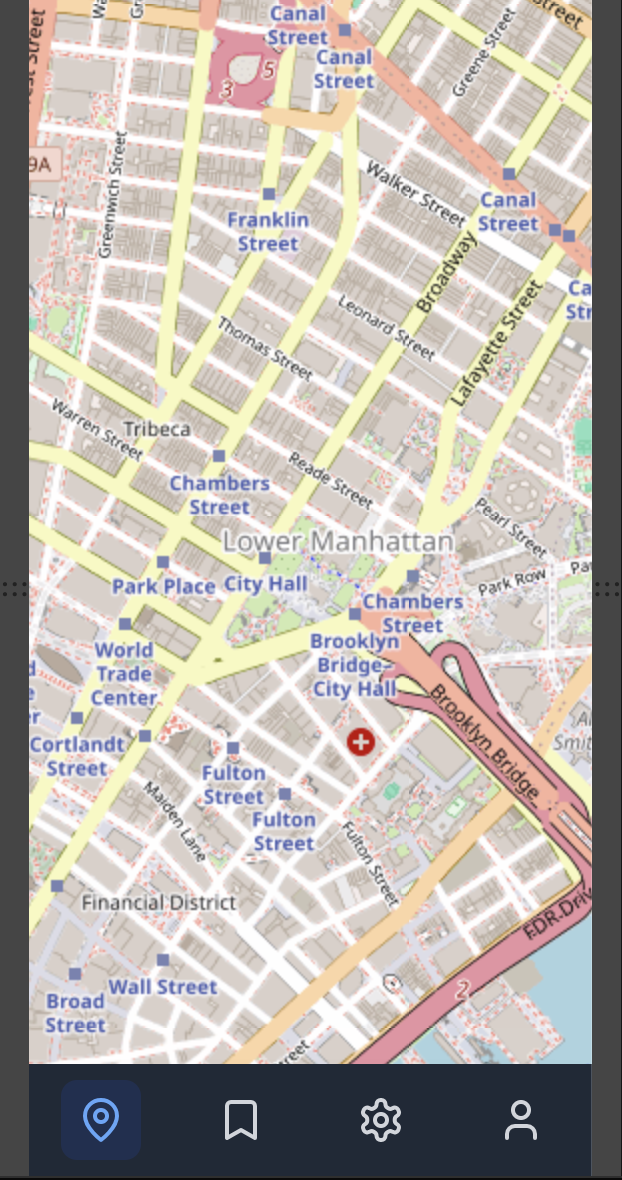 Canal
Street
Canal
Street
Greene Street
5
3
9A
Walker Street
Greenwich Street
Canal
Street
Franklin
Street
Broadway
Lafayette Street
Leonard Street
Thomas Street
Warren Street
Tribeca
Chambers
Street
Reade Street
Pearl Street
Lower Manhattan
Park Row
Park Place
City Hall
Chambers
Street
World
Trade
Center
Brooklyn
Bridge-
City Hall
Brooklyn Bridge
Cortlandt
Street
Fulton
Street
Maiden Lane
Fulton
Street
Fulton Street
Financial District
FDR Driv
2
Wall Street
Broad
Street